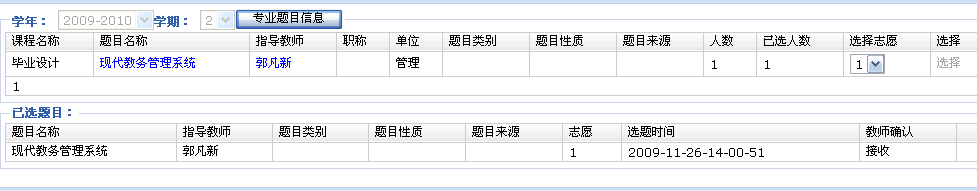 学年： 2009-2010 学期： 2 专业题目信息
课程名称 题目名称 指导教师 职称 单位 题目类别 题目性质 题目来源 人数 已选人数 选择志愿 选择
毕业设计 现代教务管理系统 郭凡新 管理 1 1 1 选择
1
已选题目：
题目名称 指导教师 题目类别 题目性质 题目来源 志愿 选题时间 教师确认
现代教务管理系统 郭凡新 1 2009-11-26-14-00-51 接收